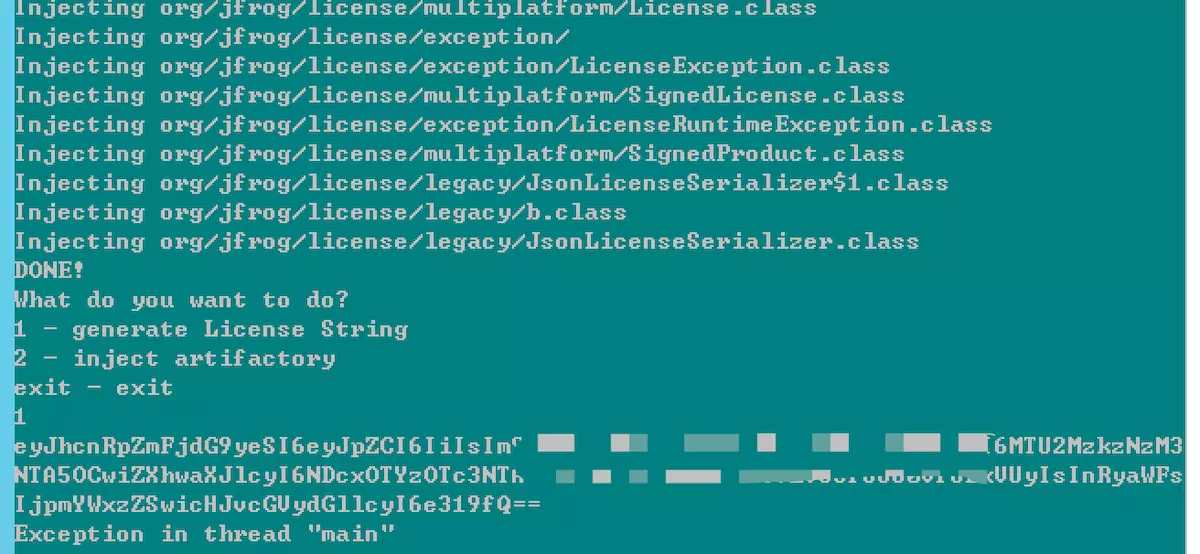 Injecting org/jfrog/license/multiplatform/License.class
Injecting org/jfrog/license/exception/
Injecting org/jfrog/license/exception/LicenseException.class
Injecting org/jfrog/license/multiplatform/SignedLicense.class
Injecting org/jfrog/license/exception/LicenseRuntimeException.class
Injecting org/jfrog/license/multiplatform/SignedProduct.class
Injecting org/jfrog/license/legacy/JsonLicenseSerializer$1.class
Injecting org/jfrog/license/legacy/b.class
Injecting org/jfrog/license/legacy/JsonLicenseSerializer.class
DONE!
What do you want to do?
1 - generate License String
2 - inject artifactory
exit - exit
1
eyJhcnRpZmFjdG9yeSI6eyJpZCI6IiIsIm 6MTU2MzkzNzM3
NTA5OCwiZXhwaXJlcyI6NDcxOTYzOTc3NT xVUyIsInRyaWFs
IjpmYWxzZSwicHJvcGVydGllcyI6e319fQ==
Exception in thread "main"